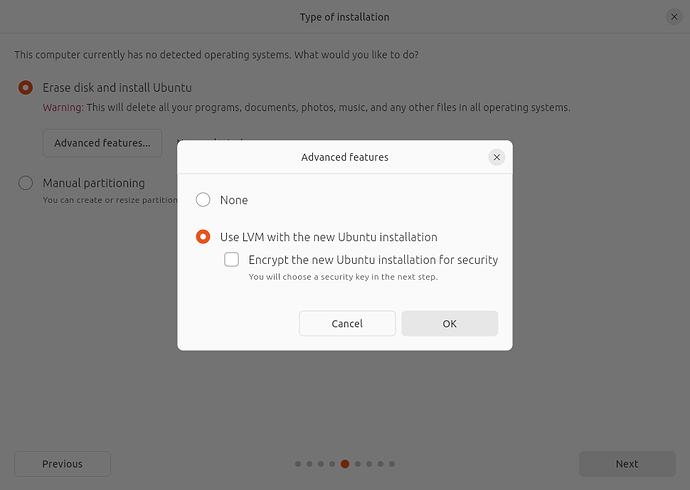 Type of installation
This computer currently has no detected operating systems. What would you like to do?
Erase disk and install Ubuntu
Warning: This will delete all your programs, documents, photos, music, and any other files in all operating systems.
Advanced features...
Manual partitioning
You can create or resize partition
Advanced features
None
Use LVM with the new Ubuntu installation
Encrypt the new Ubuntu installation for security
You will choose a security key in the next step.
Cancel
OK
Previous
Next